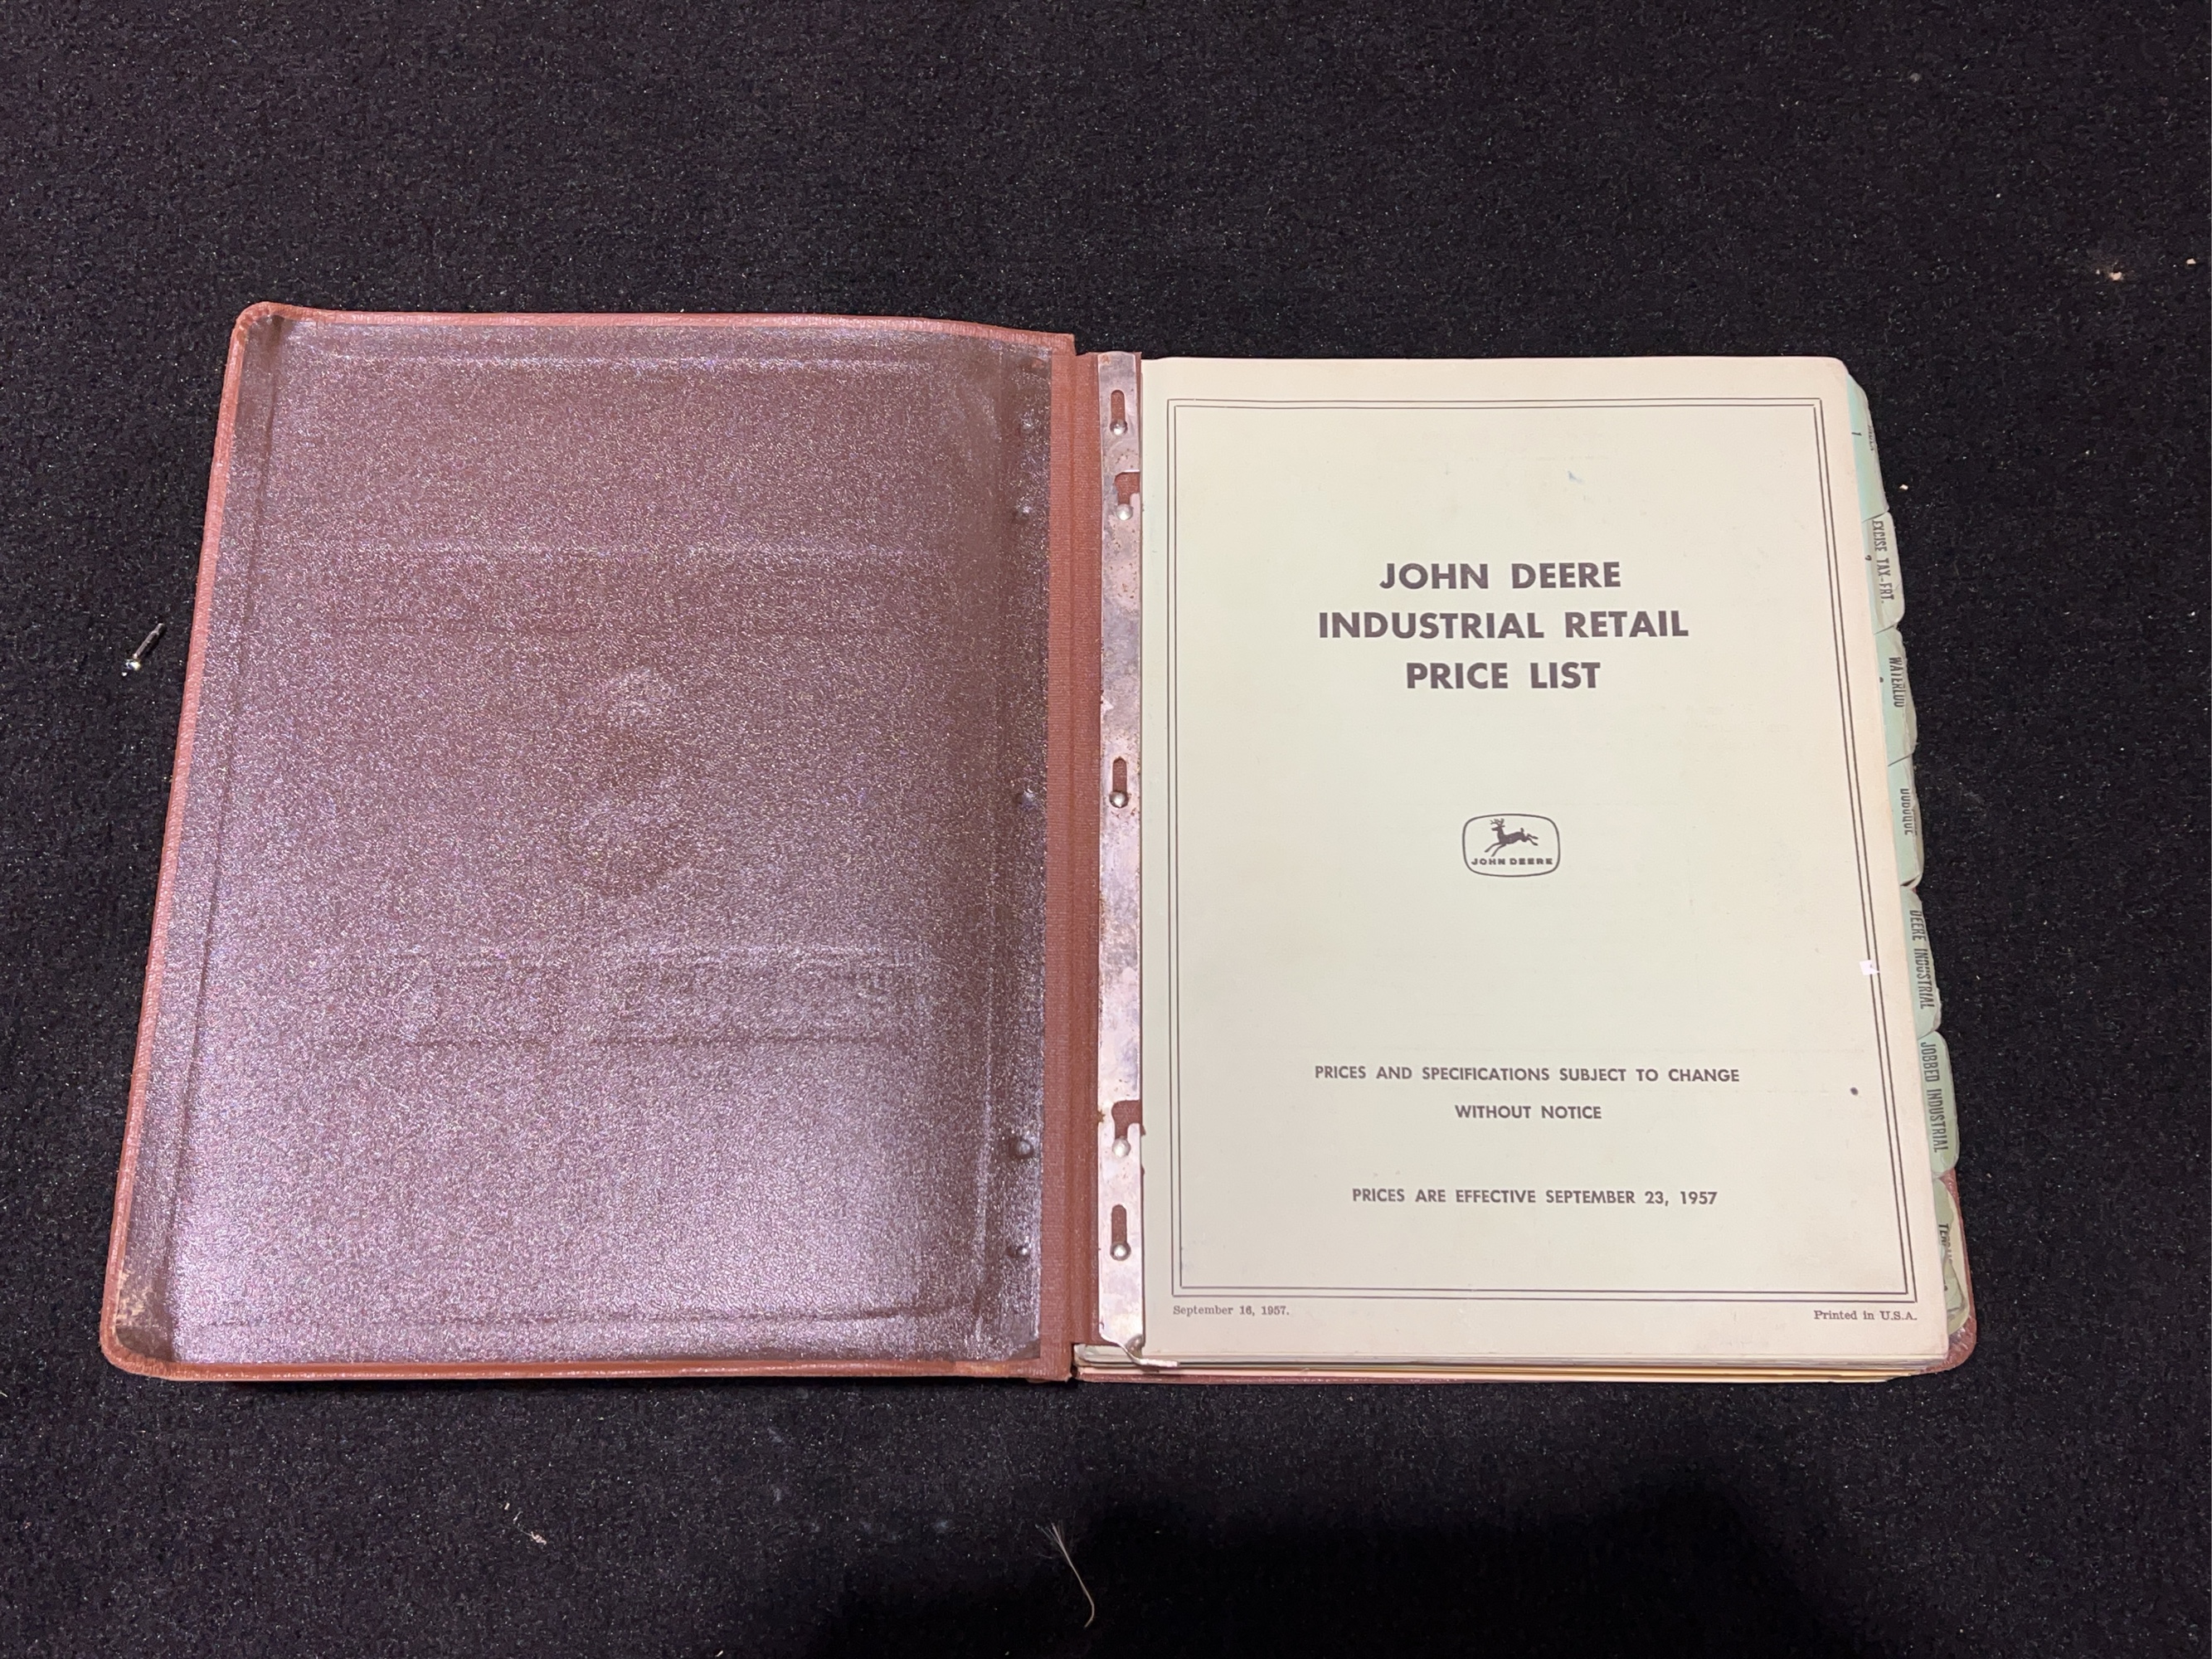 JOHN DEERE
INDUSTRIAL RETAIL
PRICE LIST
JOHN DEERE
PRICES AND SPECIFICATIONS SUBJECT TO CHANGE
WITHOUT NOTICE
PRICES ARE EFFECTIVE SEPTEMBER 23, 1957
September 16, 1957.
Printed in U.S.A.
EXCISE TAX-FRT.
WATERLOO
DUBUQUE
DEERE INDUSTRIAL
JOBBED INDUSTRIAL